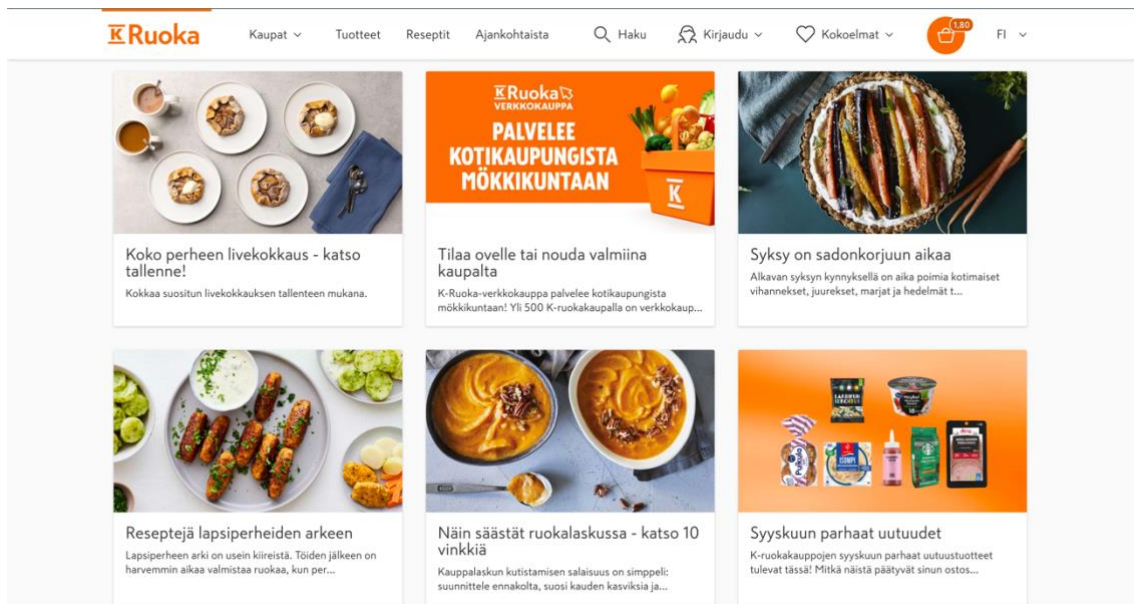 K Ruoka
Kaupat
Tuotteet
Reseptit
Ajankohtaista
Haku
Kirjaudu
Kokoelmat
1,80
FI
K Ruoka
VERKKOKAUPPA
PALVELEE
KOTIKAUPUNGISTA
MÖKKIKUNTAAN
K
Koko perheen livekokkaus - katso
tallenne!
Kokkaa suositun livekokkauksen tallenteen mukana.
Tilaa ovelle tai nouda valmiina
kaupalta
K-Ruoka-verkkokauppa palvelee kotikaupungista
mökkikuntaan! Yli 500 K-ruokakaupalla on verkkokaup...
Syksy on sadonkorjuun aikaa
Alkavan syksyn kynnyksellä on aika poimia kotimaiset
vihannekset, juurekset, marjat ja hedelmät t...
Reseptejä lapsiperheiden arkeen
Lapsiperheen arki on usein kiireistä. Töiden jälkeen on
harvemmin aikaa valmistaa ruokaa, kun per...
Näin säästät ruokalaskussa - katso 10
vinkkiä
Kauppalaskun kutistamisen salaisuus on simppeli:
suunnittele ennakolta, suosi kauden kasviksia ja...
Syyskuun parhaat uutuudet
K-ruokakauppojen syyskuun parhaat uutuustuotteet
tulevat tässä! Mitkä näistä päätyvät sinun ostos...